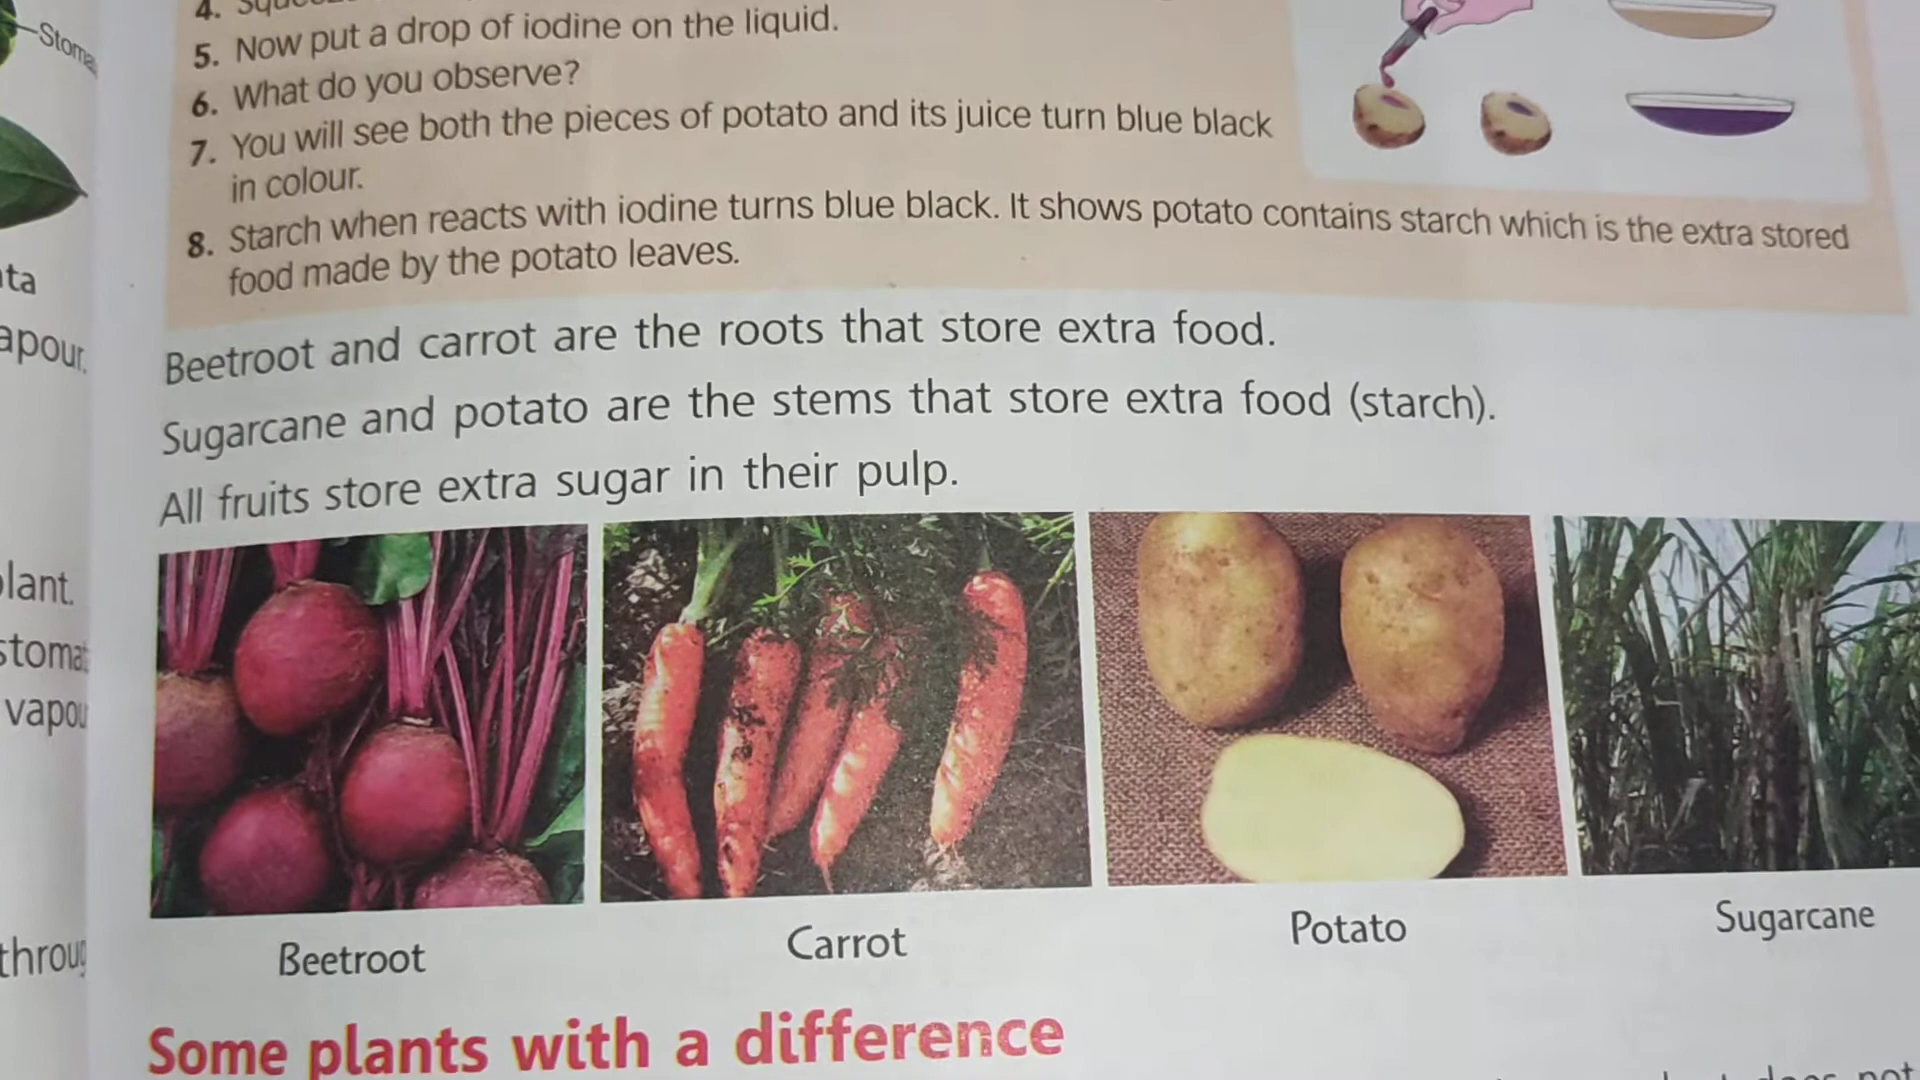 Stoma
4.
5. Now put a drop of iodine on the liquid.
6. What do you observe?
7. You will see both the pieces of potato and its juice turn blue black
in colour.
8. Starch when reacts with iodine turns blue black. It shows potato contains starch which is the extra stored
food made by the potato leaves.
ta
apour.
lant.
stoma
vapou
throug
Beetroot and carrot are the roots that store extra food.
Sugarcane and potato are the stems that store extra food (starch).
All fruits store extra sugar in their pulp.
Beetroot
Carrot
Potato
Sugarcane
Some plants with a difference
not